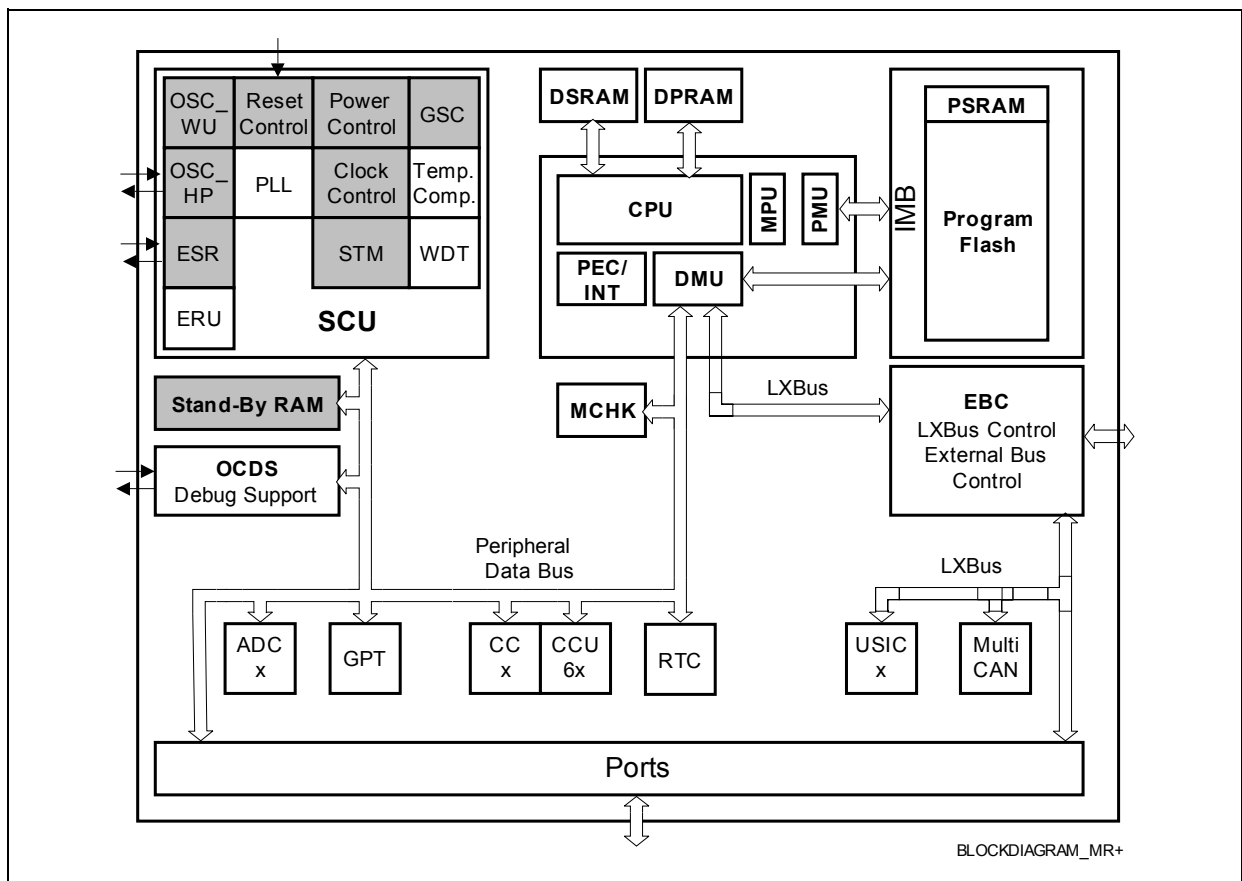 OSC_
WU
Reset
Control
Power
Control
GSC
OSC_
HP
PLL
Clock
Control
Temp.
Comp.
ESR
STM
WDT
ERU
SCU
DSRAM
DPRAM
CPU
MPU
PMU
PEC/
INT
DMU
IMB
PSRAM
Program
Flash
Stand-By RAM
OCDS
Debug Support
MCHK
LXBus
EBC
LXBus Control
External Bus
Control
Peripheral
Data Bus
LXBus
ADC
x
GPT
CC
x
CCU
6x
RTC
USIC
x
Multi
CAN
Ports
BLOCKDIAGRAM_MR+